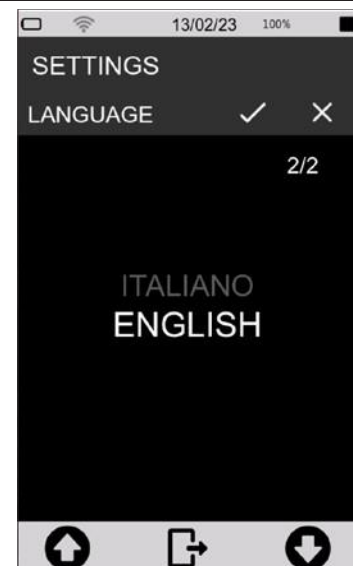 13/02/23 100%
SETTINGS
LANGUAGE
2/2
ITALIANO
ENGLISH